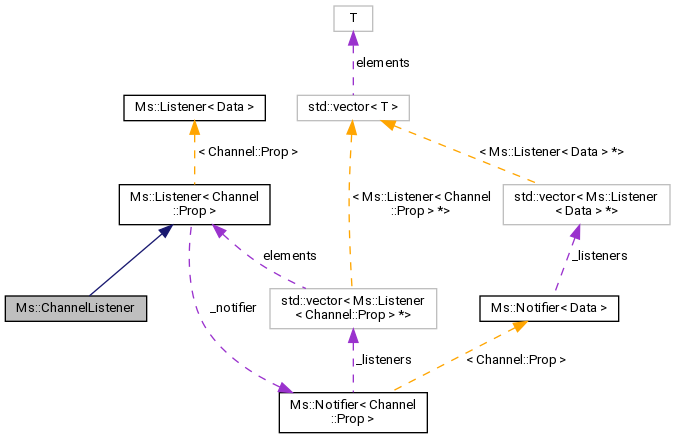 T
elements
Ms::Listener< Data >
std::vector< T >
< Channel::Prop >
< Ms::Listener< Data > *>
Ms::Listener< Channel
::Prop >
< Ms::Listener< Channel
::Prop > *>
std::vector< Ms::Listener
< Data > *>
elements
_listeners
Ms::ChannelListener
_notifier
std::vector< Ms::Listener
< Channel::Prop > *>
Ms::Notifier< Data >
_listeners
< Channel::Prop >
Ms::Notifier< Channel
::Prop >